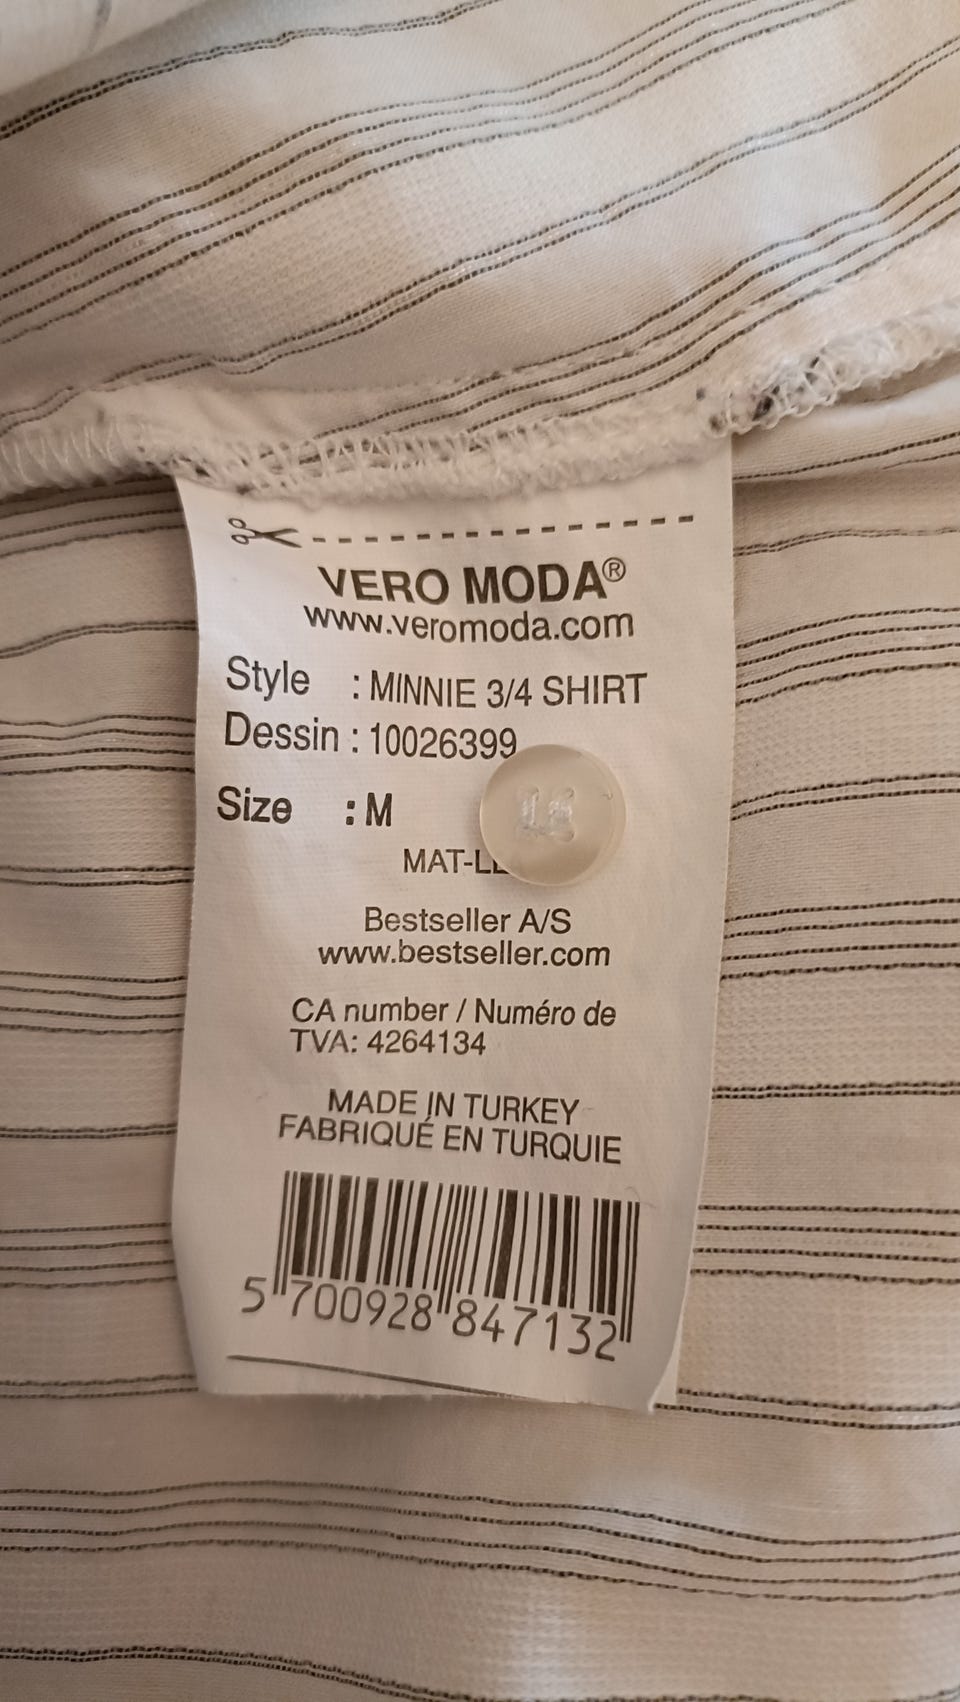 VERO MODA®
www.veromoda.com
Style : MINNIE 3/4 SHIRT
Dessin : 10026399
Size : M
Bestseller A/S
www.bestseller.com
CA number / Numéro de
TVA: 4264134
MADE IN TURKEY
FABRIQUÉ EN TURQUIE
5 700928 847132